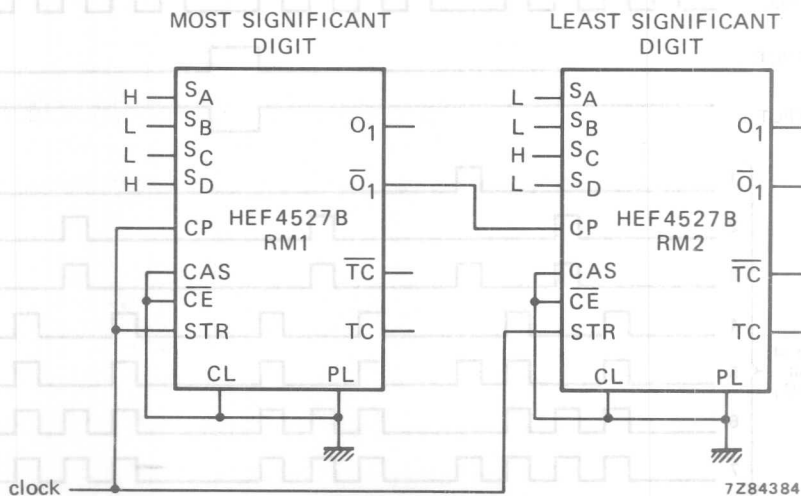 MOST SIGNIFICANT
DIGIT
LEAST SIGNIFICANT
DIGIT
H SA
L SB
L SC
H SD
CP
CAS
CE
STR
CL
PL
O1
O1
TC
TC
HEF4527B
RM1
L SA
L SB
H SC
L SD
CP
CAS
CE
STR
CL
PL
O1
O1
TC
TC
HEF4527B
RM2
clock
7Z84384